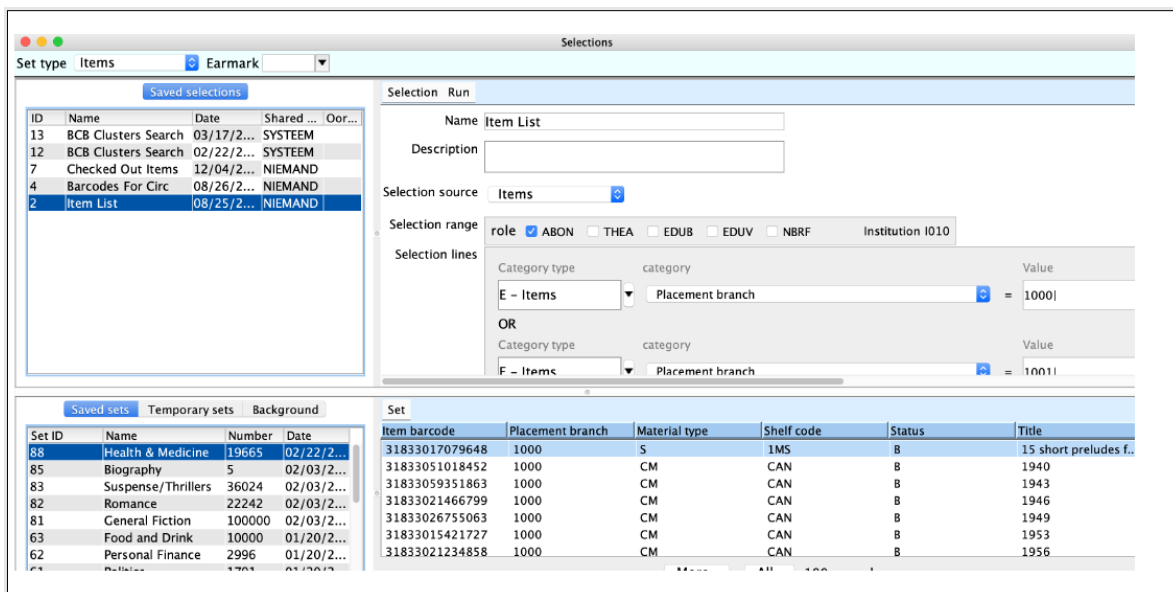 Selections
Set type Items Earmark
Saved selections
ID Name Date Shared ... Oor...
13 BCB Clusters Search 03/17/2... SYSTEEM
12 BCB Clusters Search 02/22/2... SYSTEEM
7 Checked Out Items 12/04/2... NIEMAND
4 Barcodes For Circ 08/26/2... NIEMAND
2 Item List 08/25/2... NIEMAND
Selection Run
Name Item List
Description
Selection source Items
Selection range role ABON THEA EDUB EDUV NBRF Institution I010
Selection lines
Category type category Value
E – Items Placement branch = 1000|
OR
Category type category Value
E – Items Placement branch = 1001|
Saved sets Temporary sets Background
Set ID Name Number Date
88 Health & Medicine 19665 02/22/2...
85 Biography 5 02/03/2...
83 Suspense/Thrillers 36024 02/03/2...
82 Romance 22242 02/03/2...
81 General Fiction 100000 02/03/2...
63 Food and Drink 10000 01/20/2...
62 Personal Finance 2996 01/20/2...
Set
Item barcode Placement branch Material type Shelf code Status Title
31833017079648 1000 S 1MS B 15 short preludes f..
31833051018452 1000 CM CAN B 1940
31833059351863 1000 CM CAN B 1943
31833021466799 1000 CM CAN B 1946
31833026755063 1000 CM CAN B 1949
31833015421727 1000 CM CAN B 1953
31833021234858 1000 CM CAN B 1956